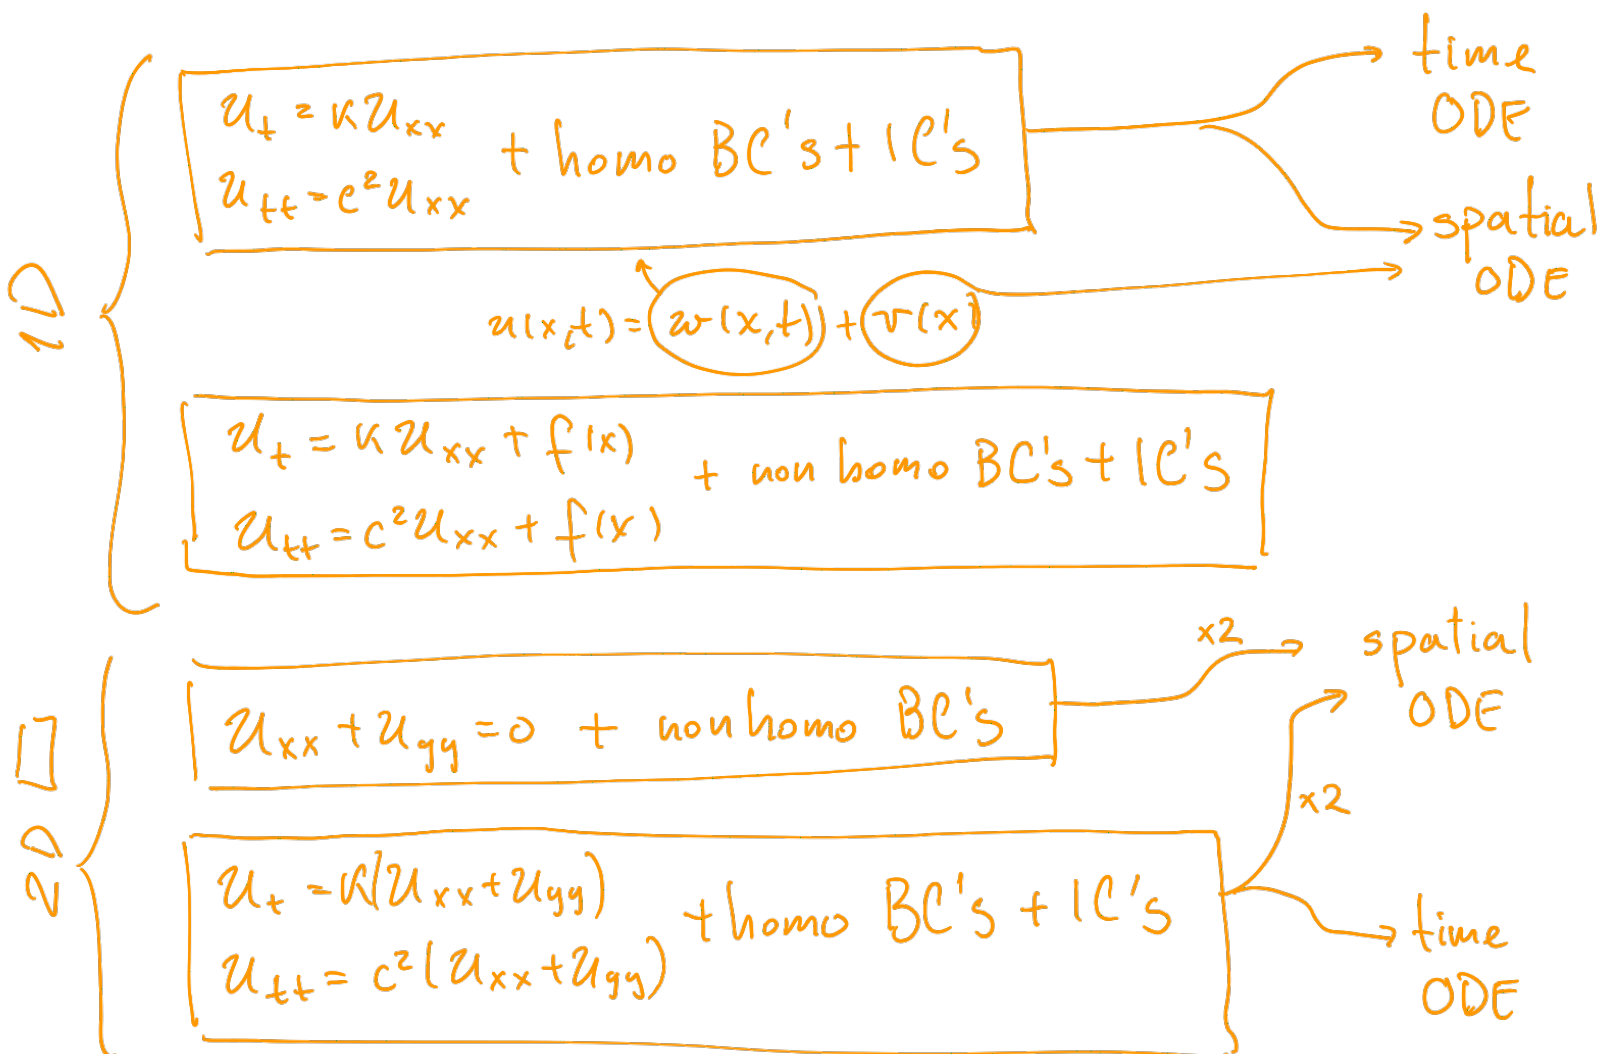 1D
u_t = κu_xx
u_tt = c²u_xx
+ homo BC's + IC's
time
ODE
spatial
ODE
u(x,t) = w(x,t) + v(x)
u_t = κu_xx + f(x)
u_tt = c²u_xx + f(x)
+ non homo BC's + IC's
2D
u_xx + u_yy = 0 + nonhomo BC's
x2
spatial
ODE
u_t = κ(u_xx + u_yy)
u_tt = c²(u_xx + u_yy)
+ homo BC's + IC's
x2
time
ODE